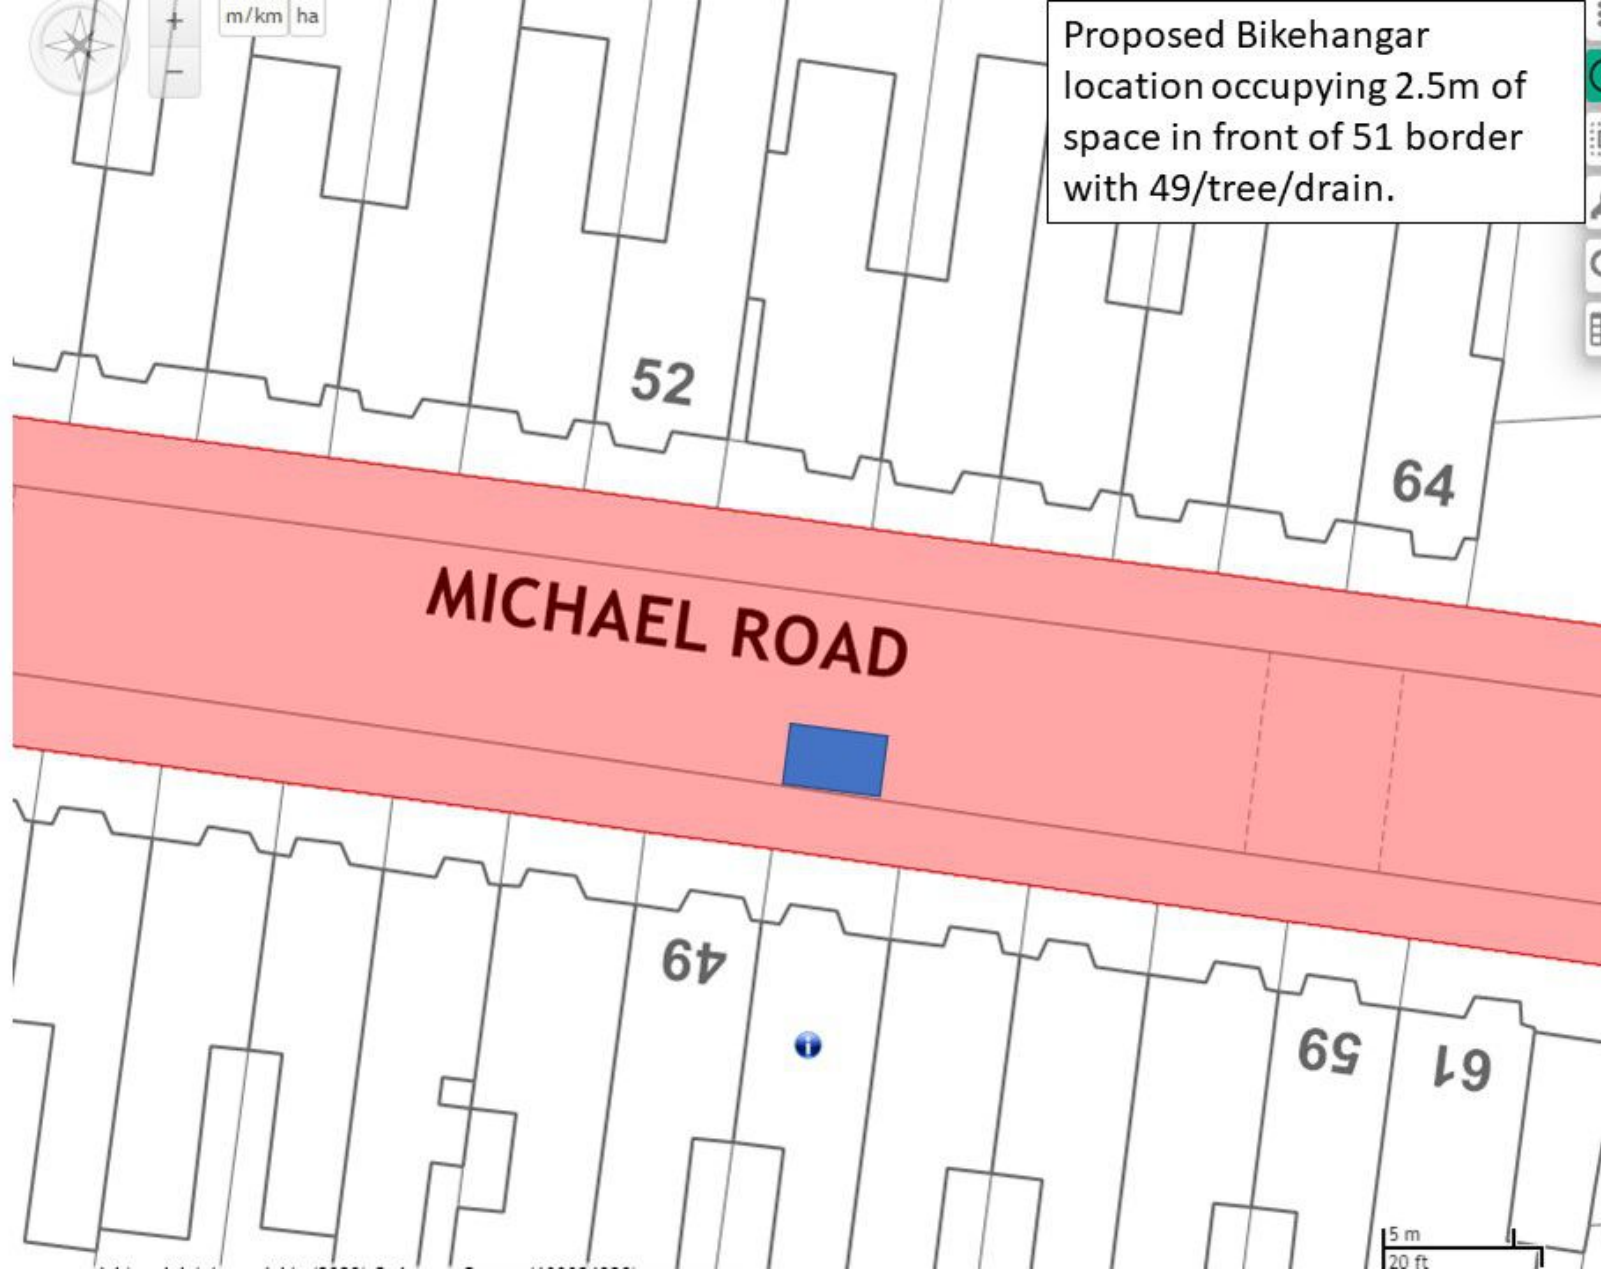 m/km ha
Proposed Bikehangar
location occupying 2.5m of
space in front of 51 border
with 49/tree/drain.
52
64
MICHAEL ROAD
49
59
61
5 m
20 ft